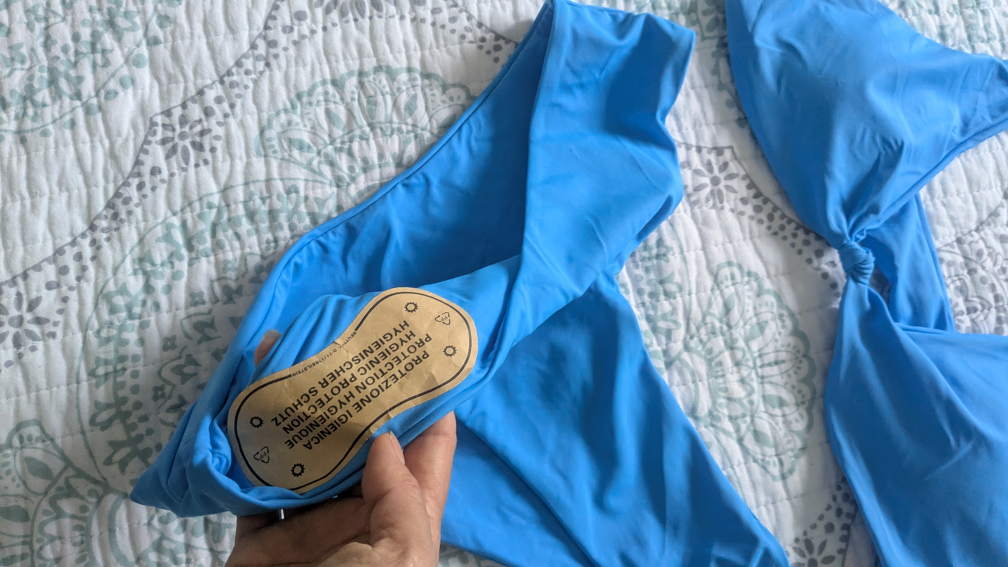 PROTEZIONE IGIENICA
PROTECTION HYGIENIQUE
HYGIENIC PROTECTION
HYGIENISCHER SCHUTZ